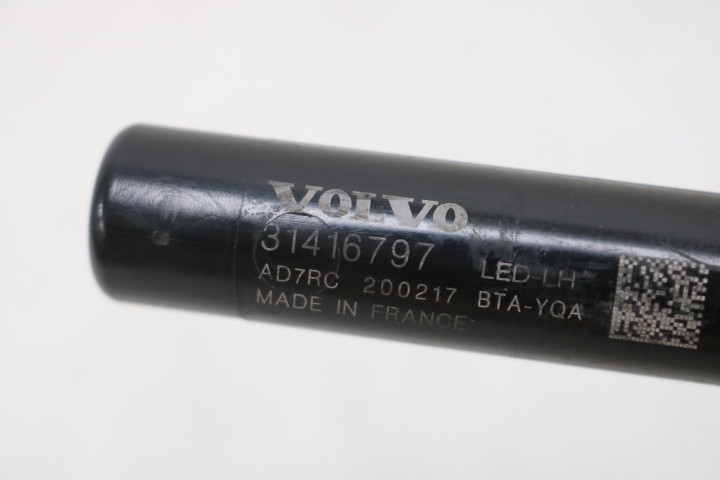 VOLVO
31416797 LED-LH
AD7RC 200217 BTA-YQA
MADE IN FRANCE